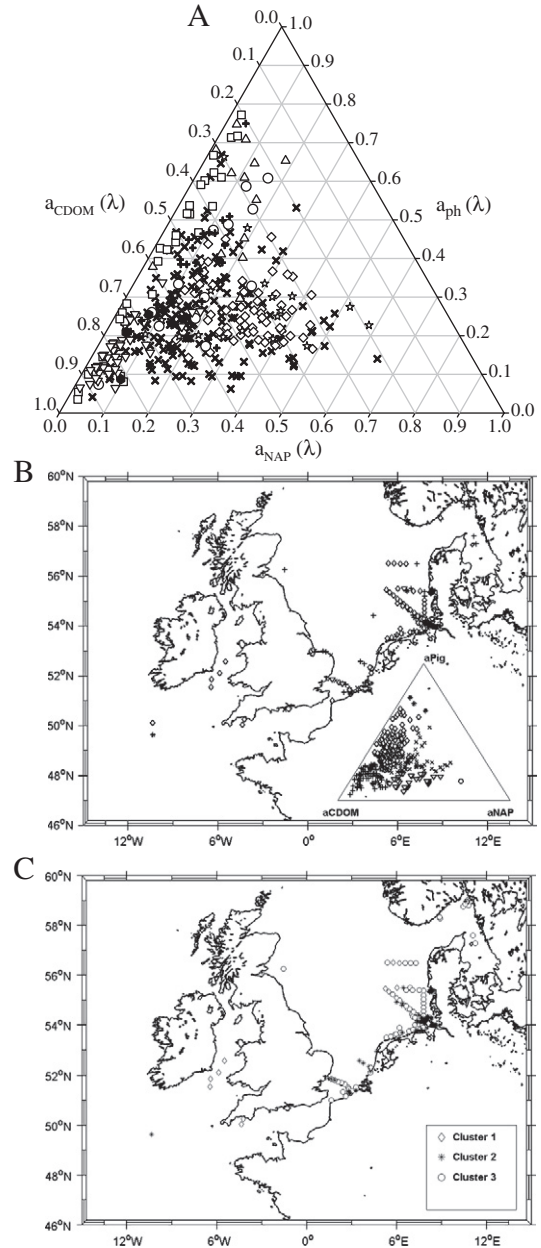 A
0.0 1.0
0.1 0.9
0.2 0.8
0.3 0.7
0.4 0.6
aCDOM (λ) 0.5 0.5 aph (λ)
0.6 0.4
0.7 0.3
0.8 0.2
0.9 0.1
1.0 0.0
0.0 0.1 0.2 0.3 0.4 0.5 0.6 0.7 0.8 0.9 1.0
aNAP (λ)
B
60°N
58°N
56°N
54°N
52°N
50°N
48°N
46°N
aPig
aCDOM aNAP
12°W 6°W 0° 6°E 12°E
C
60°N
58°N
56°N
54°N
52°N
50°N
48°N
46°N
Cluster 1
Cluster 2
Cluster 3
12°W 6°W 0° 6°E 12°E